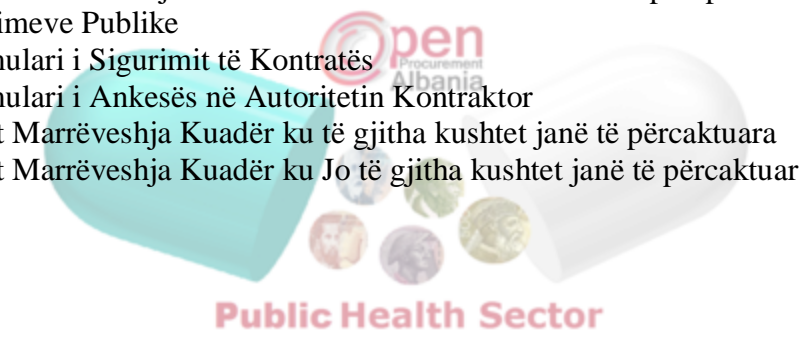 imeve Publike
ulari i Sigurimit të Kontratës
ulari i Ankesës në Autoritetin Kontraktor
t Marrëveshja Kuadër ku të gjitha kushtet janë të përcaktuara
t Marrëveshja Kuadër ku Jo të gjitha kushtet janë të përcaktuar
Open
Procurement
Albania
Public Health Sector